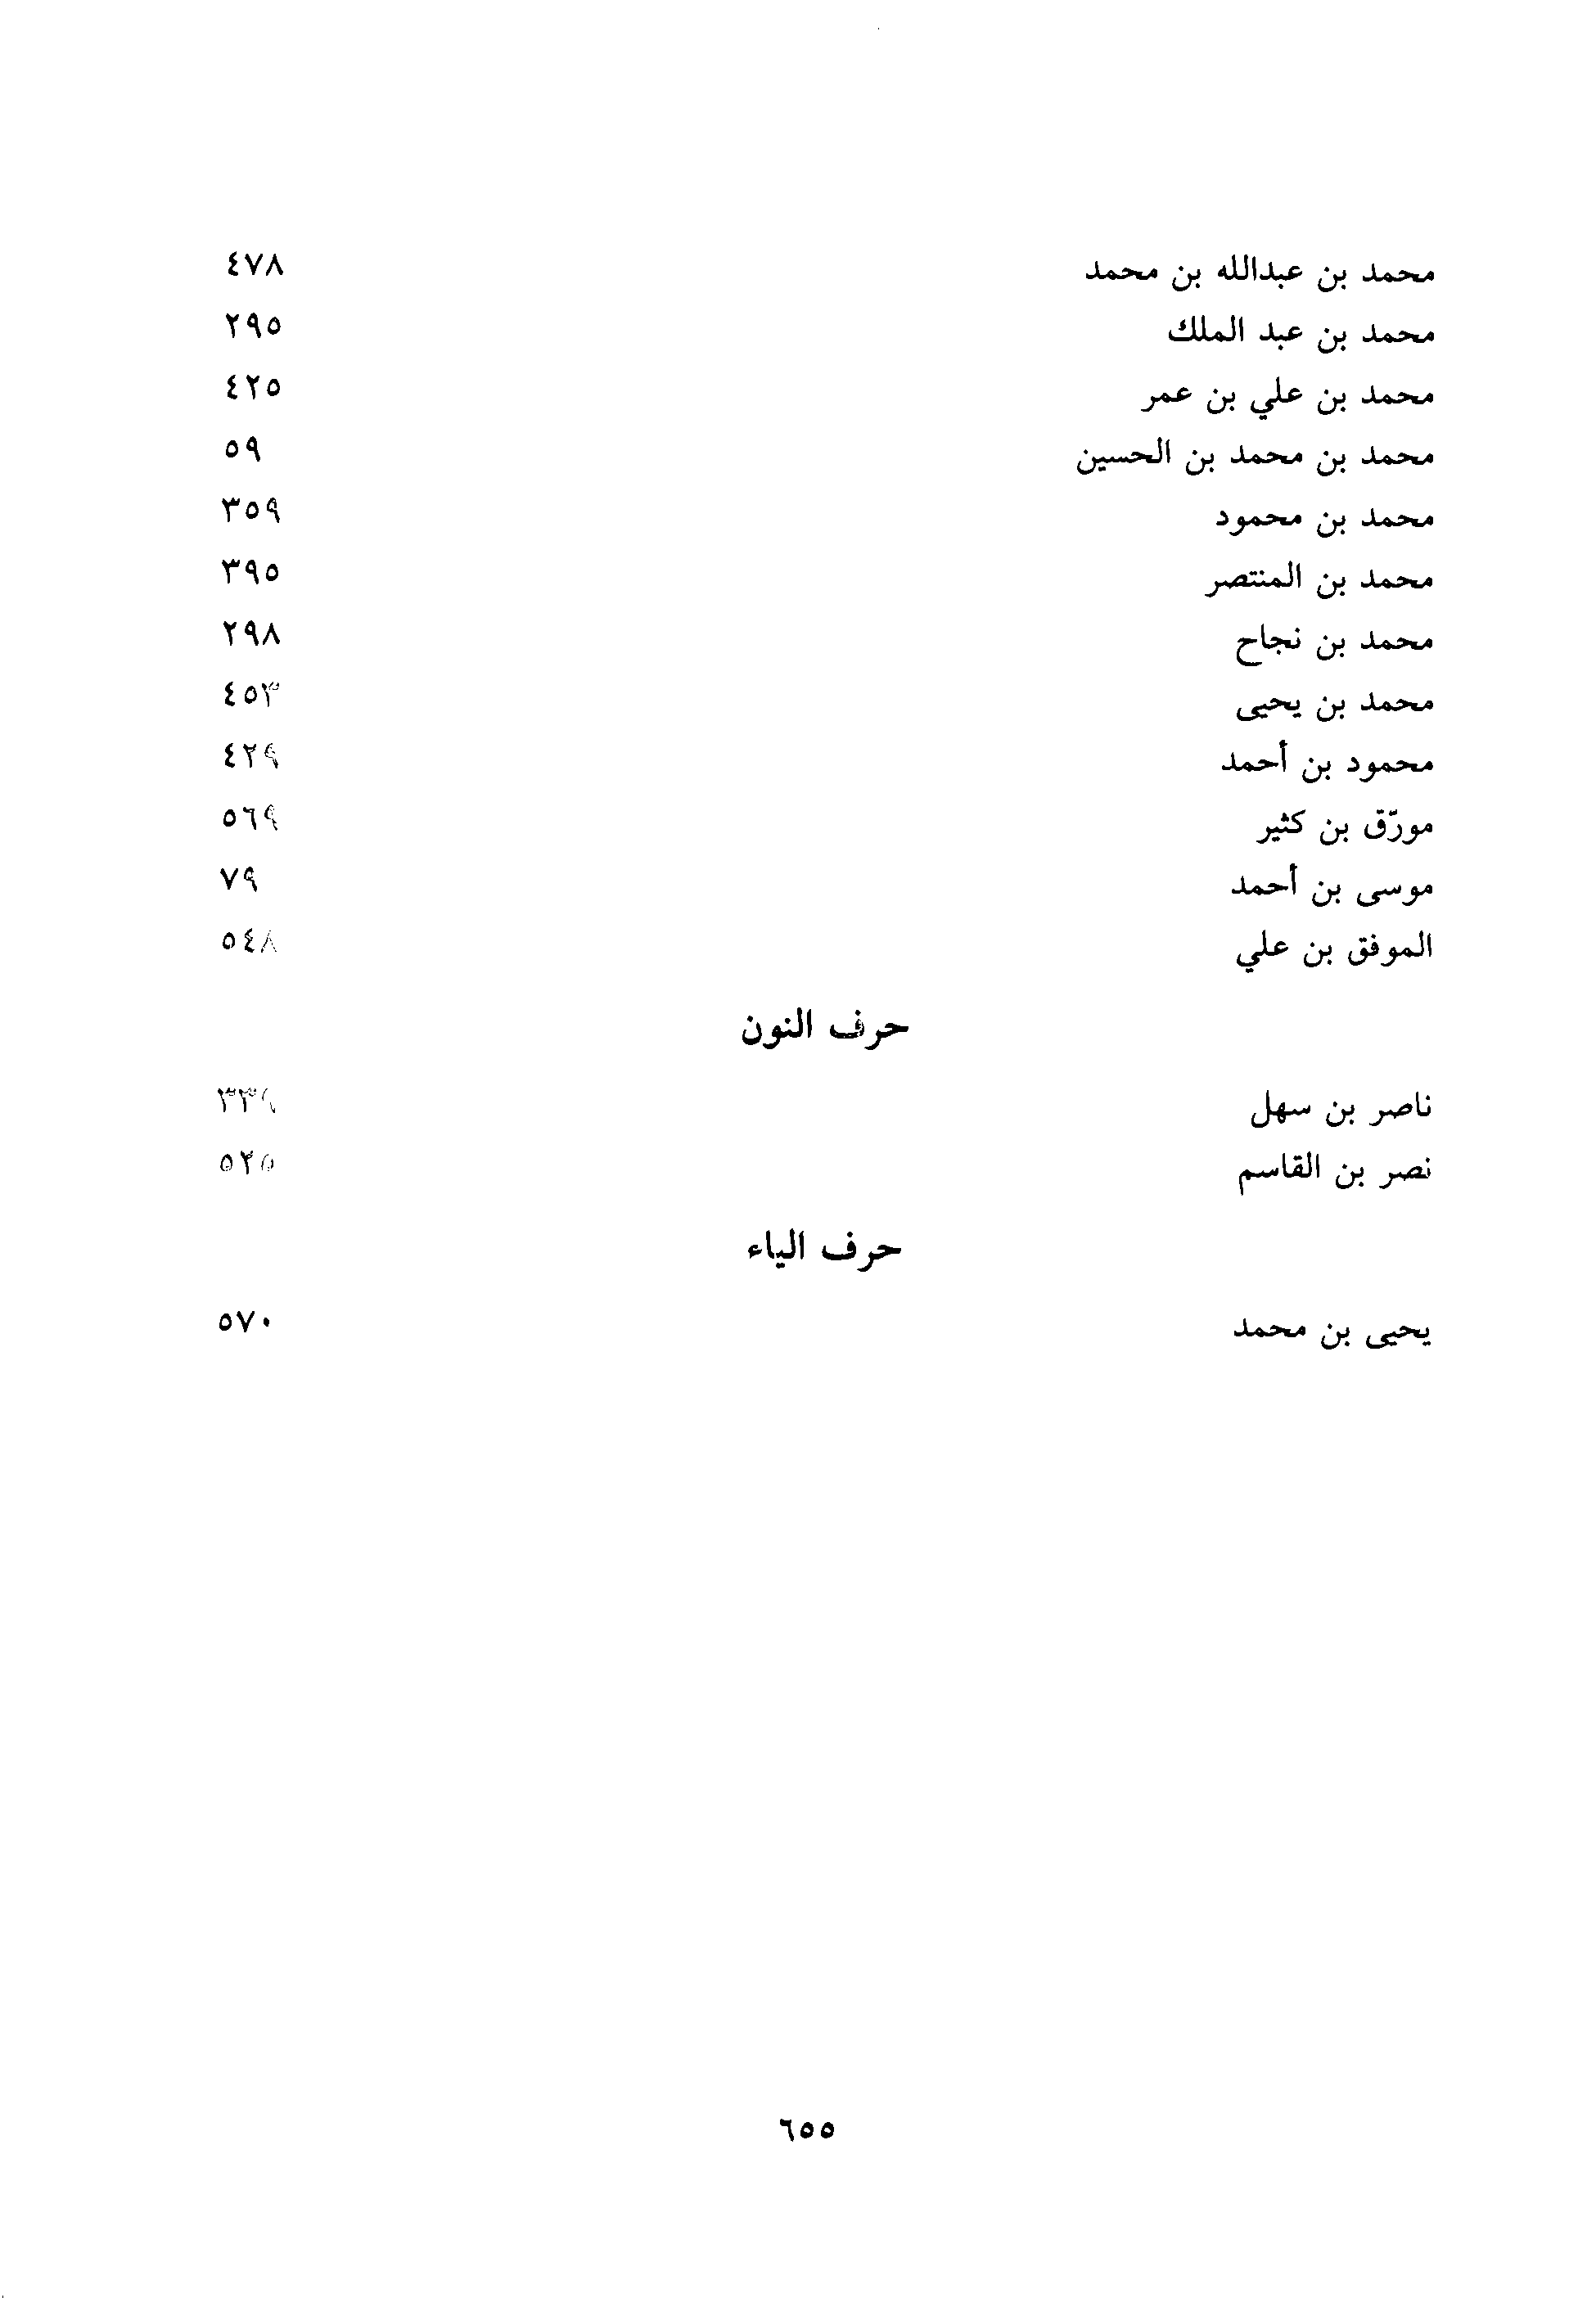 محمد بن عبدالله بن محمد ٤٧٨
محمد بن عبد الملك ٢٩٥
محمد بن علي بن عمر ٤٢٥
محمد بن محمد بن الحسين ٥٩
محمد بن محمود ٣٥٩
محمد بن المنتصر ٣٩٥
محمد بن نجاح ٢٩٨
محمد بن يحيى ٤٥٣
محمود بن أحمد ٤٢٩
مورّق بن كثير ٥٦٩
موسى بن أحمد ٧٩
الموفق بن علي ٥٤٨
حرف النون
ناصر بن سهل ٣٣٩
نصر بن القاسم ٥٢٥
حرف الياء
يحيى بن محمد ٥٧٠
٦٥٥